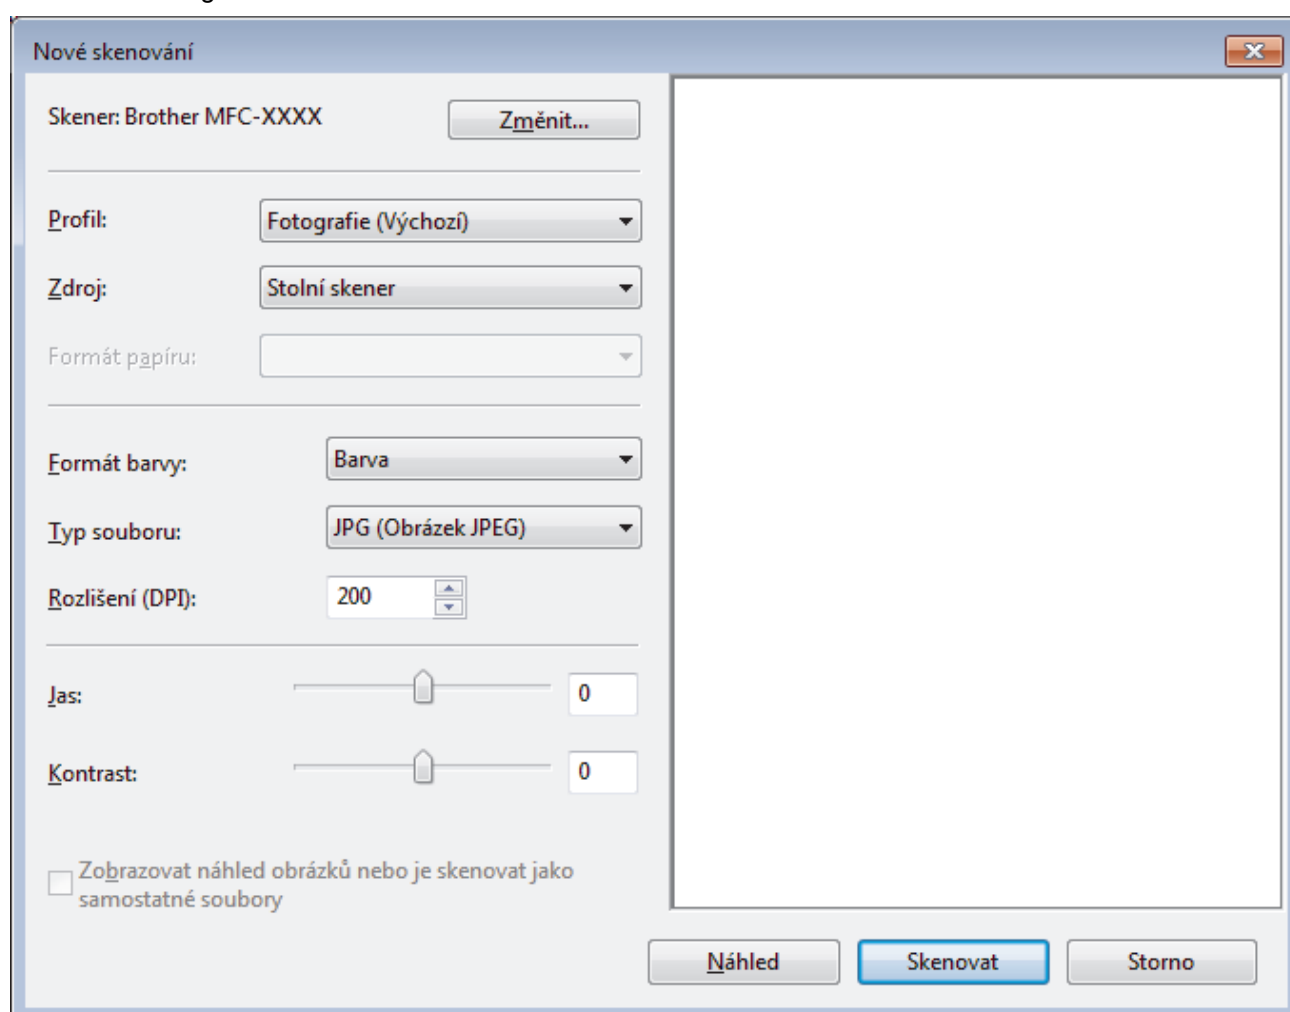 Nové skenování
Skener: Brother MFC-XXXX
Změnit...
Profil:
Fotografie (Výchozí)
Zdroj:
Stolní skener
Formát papíru:
Formát barvy:
Barva
Typ souboru:
JPG (Obrázek JPEG)
Rozlišení (DPI):
200
Jas:
0
Kontrast:
0
Zobrazovat náhled obrázků nebo je skenovat jako
samostatné soubory
Náhled
Skenovat
Storno